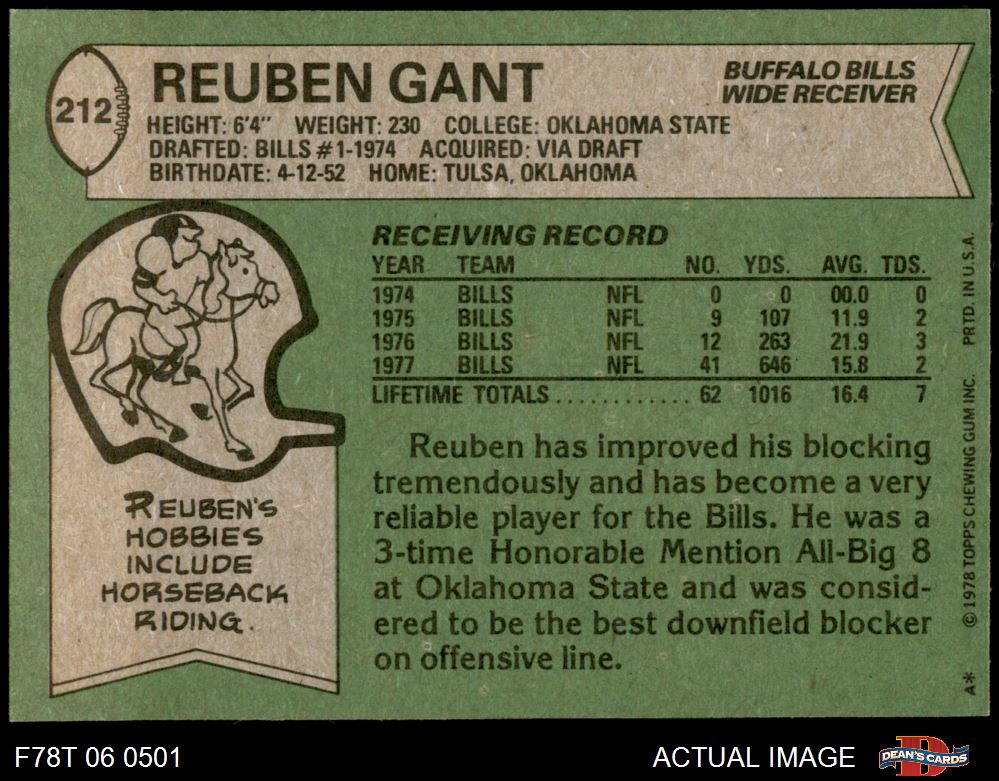 212
REUBEN GANT
BUFFALO BILLS
WIDE RECEIVER
HEIGHT: 6'4" WEIGHT: 230 COLLEGE: OKLAHOMA STATE
DRAFTED: BILLS #1-1974 ACQUIRED: VIA DRAFT
BIRTHDATE: 4-12-52 HOME: TULSA, OKLAHOMA
RECEIVING RECORD
YEAR TEAM NO. YDS. AVG. TDS.
1974 BILLS NFL 0 0 00.0 0
1975 BILLS NFL 9 107 11.9 2
1976 BILLS NFL 12 263 21.9 3
1977 BILLS NFL 41 646 15.8 2
LIFETIME TOTALS ............ 62 1016 16.4 7
REUBEN'S
HOBBIES
INCLUDE
HORSEBACK
RIDING.
Reuben has improved his blocking
tremendously and has become a very
reliable player for the Bills. He was a
3-time Honorable Mention All-Big 8
at Oklahoma State and was consid-
ered to be the best downfield blocker
on offensive line.
A* © 1978 TOPPS CHEWING GUM INC. PRTD. IN U.S.A.
F78T 06 0501
ACTUAL IMAGE
D
DEAN'S CARDS